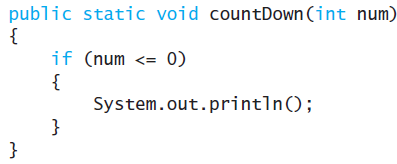 public static void countDown(int num)
{
    if (num <= 0)
    {
        System.out.println();
    }
}